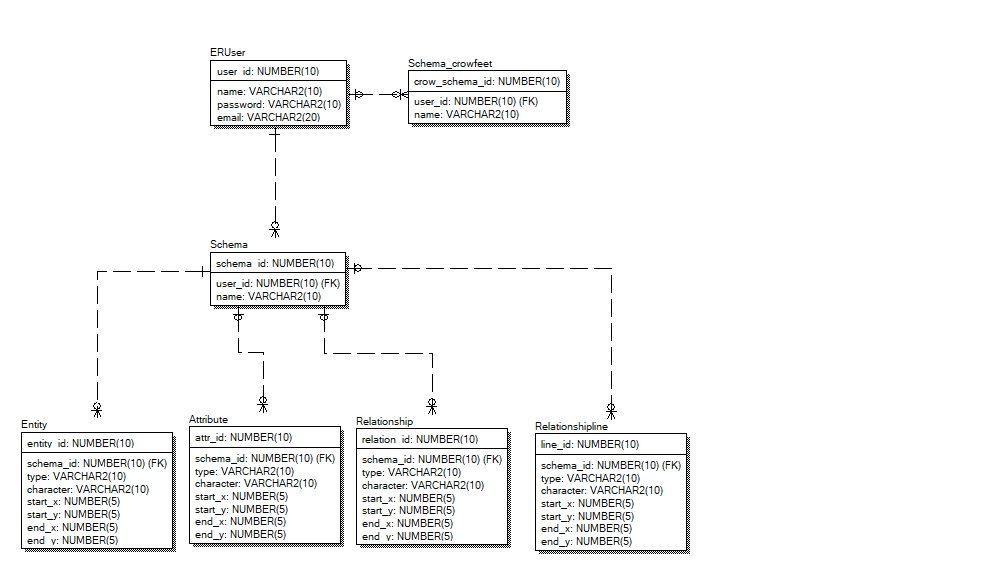 ERUser
user_id: NUMBER(10)
name: VARCHAR2(10)
password: VARCHAR2(10)
email: VARCHAR2(20)
Schema_crowfeet
crow_schema_id: NUMBER(10)
user_id: NUMBER(10) (FK)
name: VARCHAR2(10)
Schema
schema_id: NUMBER(10)
user_id: NUMBER(10) (FK)
name: VARCHAR2(10)
Entity
entity_id: NUMBER(10)
schema_id: NUMBER(10) (FK)
type: VARCHAR2(10)
character: VARCHAR2(10)
start_x: NUMBER(5)
start_y: NUMBER(5)
end_x: NUMBER(5)
end_y: NUMBER(5)
Attribute
attr_id: NUMBER(10)
schema_id: NUMBER(10) (FK)
type: VARCHAR2(10)
character: VARCHAR2(10)
start_x: NUMBER(5)
start_y: NUMBER(5)
end_x: NUMBER(5)
end_y: NUMBER(5)
Relationship
relation_id: NUMBER(10)
schema_id: NUMBER(10) (FK)
type: VARCHAR2(10)
character: VARCHAR2(10)
start_x: NUMBER(5)
start_y: NUMBER(5)
end_x: NUMBER(5)
end_y: NUMBER(5)
Relationshipline
line_id: NUMBER(10)
schema_id: NUMBER(10) (FK)
type: VARCHAR2(10)
character: VARCHAR2(10)
start_x: NUMBER(5)
start_y: NUMBER(5)
end_x: NUMBER(5)
end_y: NUMBER(5)